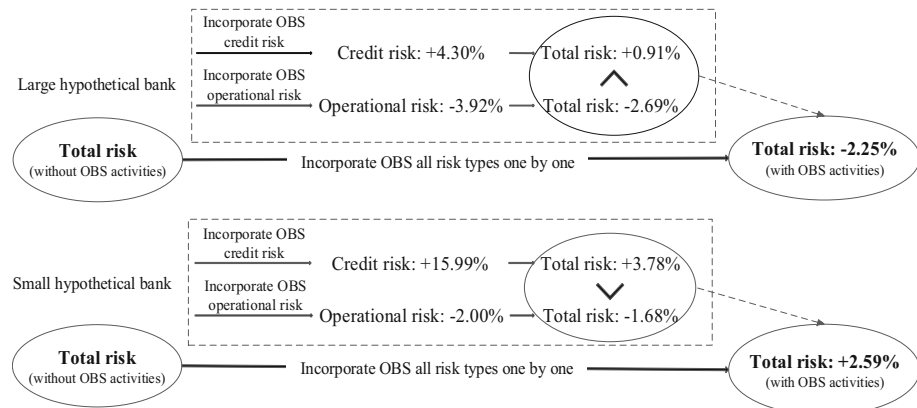 Incorporate OBS
credit risk
Credit risk: +4.30%
Total risk: +0.91%
Large hypothetical bank
Incorporate OBS
operational risk
Operational risk: -3.92%
Total risk: -2.69%
Total risk
(without OBS activities)
Incorporate OBS all risk types one by one
Total risk: -2.25%
(with OBS activities)
Incorporate OBS
credit risk
Credit risk: +15.99%
Total risk: +3.78%
Small hypothetical bank
Incorporate OBS
operational risk
Operational risk: -2.00%
Total risk: -1.68%
Total risk
(without OBS activities)
Incorporate OBS all risk types one by one
Total risk: +2.59%
(with OBS activities)